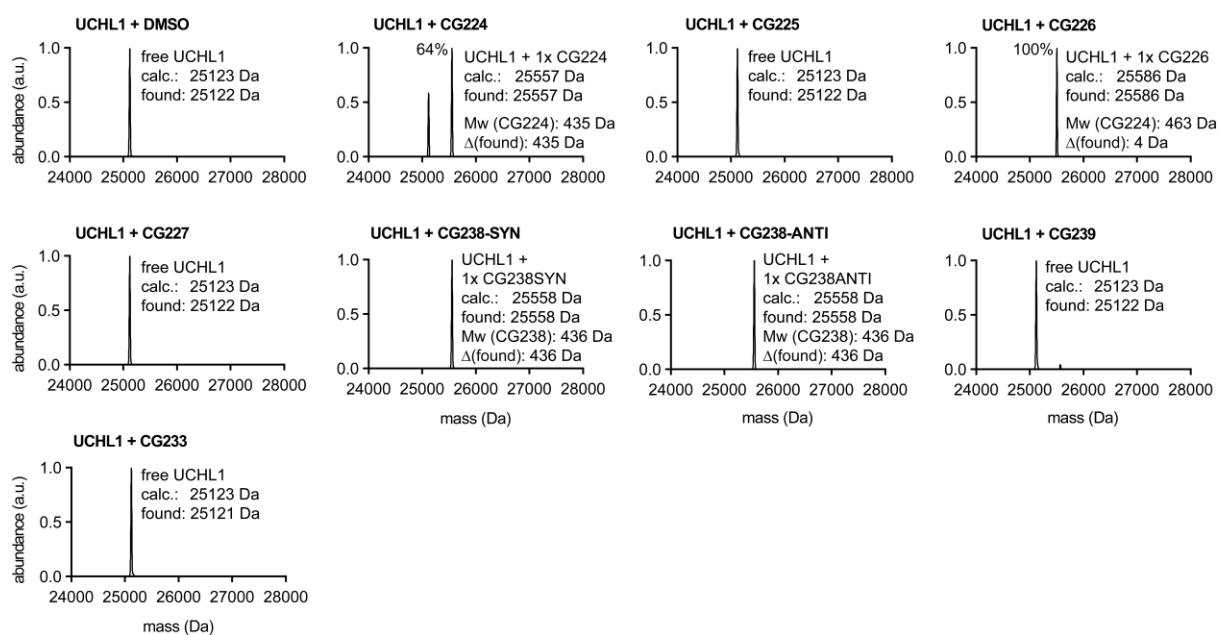 UCHL1 + DMSO
abundance (a.u.)
1.0
0.5
0.0
free UCHL1
calc.: 25123 Da
found: 25122 Da
24000 25000 26000 27000 28000
UCHL1 + CG224
1.0
0.5
0.0
64%
UCHL1 + 1x CG224
calc.: 25557 Da
found: 25557 Da
Mw (CG224): 435 Da
Δ(found): 435 Da
24000 25000 26000 27000 28000
UCHL1 + CG225
1.0
0.5
0.0
free UCHL1
calc.: 25123 Da
found: 25122 Da
24000 25000 26000 27000 28000
UCHL1 + CG226
1.0
0.5
0.0
100%
UCHL1 + 1x CG226
calc.: 25586 Da
found: 25586 Da
Mw (CG224): 463 Da
Δ(found): 4 Da
24000 25000 26000 27000 28000
UCHL1 + CG227
abundance (a.u.)
1.0
0.5
0.0
free UCHL1
calc.: 25123 Da
found: 25122 Da
24000 25000 26000 27000 28000
UCHL1 + CG238-SYN
1.0
0.5
0.0
UCHL1 +
1x CG238SYN
calc.: 25558 Da
found: 25558 Da
Mw (CG238): 436 Da
Δ(found): 436 Da
24000 25000 26000 27000 28000
mass (Da)
UCHL1 + CG238-ANTI
1.0
0.5
0.0
UCHL1 +
1x CG238ANTI
calc.: 25558 Da
found: 25558 Da
Mw (CG238): 436 Da
Δ(found): 436 Da
24000 25000 26000 27000 28000
mass (Da)
UCHL1 + CG239
1.0
0.5
0.0
free UCHL1
calc.: 25123 Da
found: 25122 Da
24000 25000 26000 27000 28000
mass (Da)
UCHL1 + CG233
abundance (a.u.)
1.0
0.5
0.0
free UCHL1
calc.: 25123 Da
found: 25121 Da
24000 25000 26000 27000 28000
mass (Da)